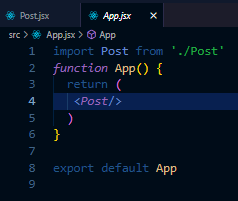 Post.jsx App.jsx
src > App.jsx > App
1 import Post from './Post'
2 function App() {
3   return (
4     <Post/>
5   )
6 }
7
8 export default App
9